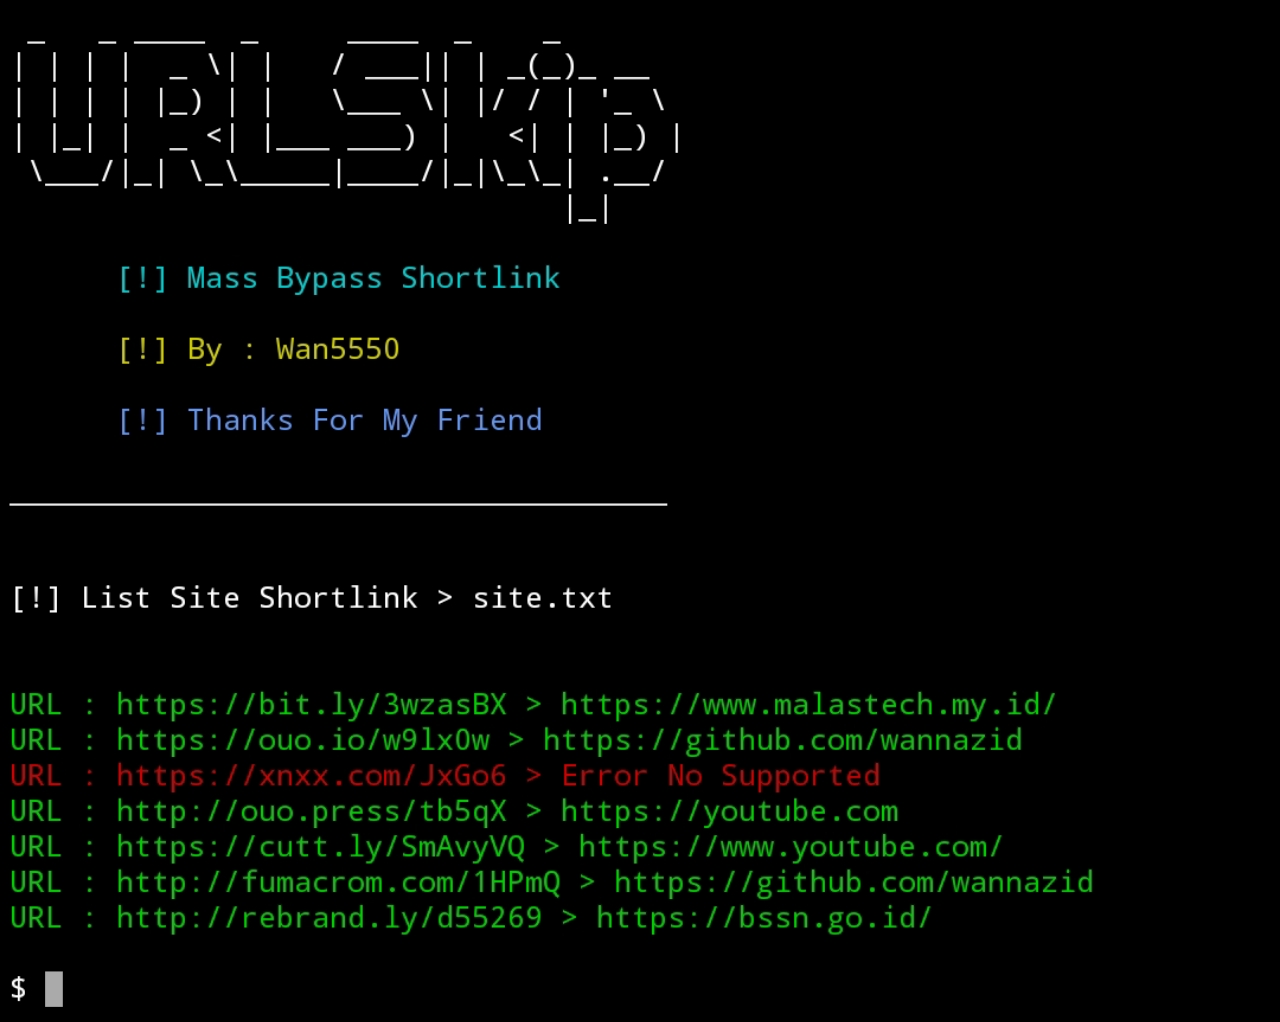 URLSkip
[!] Mass Bypass Shortlink
[!] By : Wan5550
[!] Thanks For My Friend
[!] List Site Shortlink > site.txt
URL : https://bit.ly/3wzasBX > https://www.malastech.my.id/
URL : https://ouo.io/w9lx0w > https://github.com/wannazid
URL : https://xnxx.com/JxGo6 > Error No Supported
URL : http://ouo.press/tb5qX > https://youtube.com
URL : https://cutt.ly/SmAvyVQ > https://www.youtube.com/
URL : http://fumacrom.com/1HPmQ > https://github.com/wannazid
URL : http://rebrand.ly/d55269 > https://bssn.go.id/
$